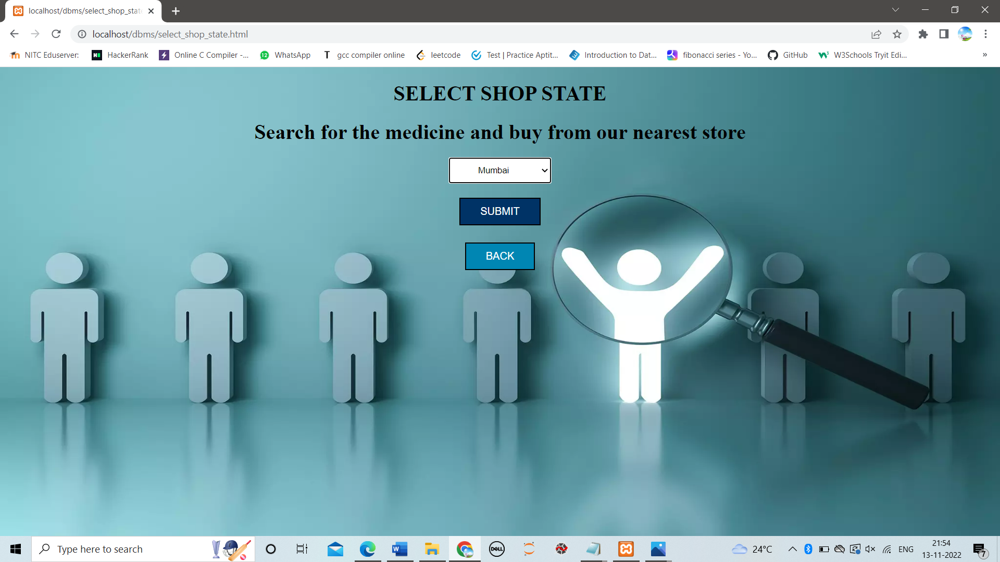 localhost/dbms/select_shop_stat
localhost/dbms/select_shop_state.html
NITC Eduserver: HackerRank Online C Compiler -... WhatsApp gcc compiler online leetcode Test | Practice Aptit... Introduction to Dat... fibonacci series - Yo... GitHub W3Schools Tryit Edi... »
SELECT SHOP STATE
Search for the medicine and buy from our nearest store
Mumbai
SUBMIT
BACK
Type here to search
24°C
ENG
21:54
13-11-2022
7